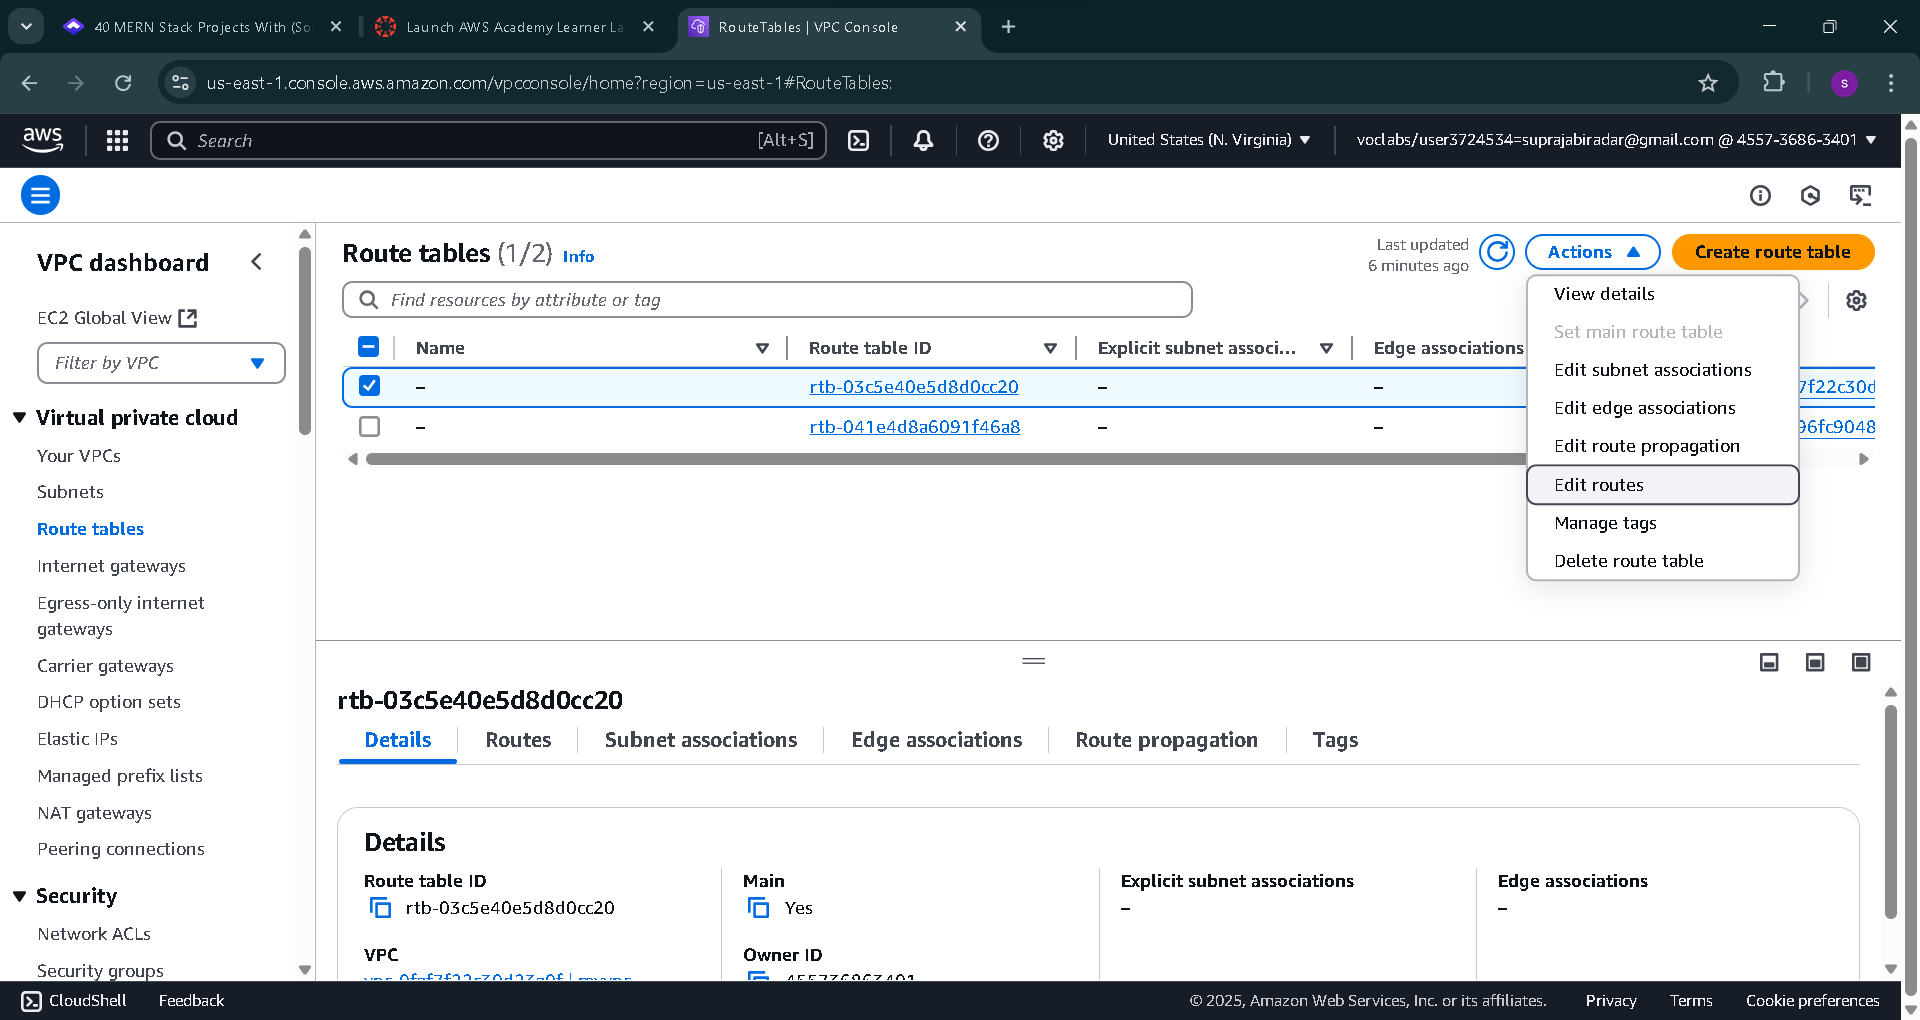 40 MERN Stack Projects With (So
Launch AWS Academy Learner La
RouteTables | VPC Console
us-east-1.console.aws.amazon.com/vpcconsole/home?region=us-east-1#RouteTables:
s
aws
Search
[Alt+S]
United States (N. Virginia)
voclabs/user3724534=suprajabiradar@gmail.com @ 4557-3686-3401
VPC dashboard
EC2 Global View
Filter by VPC
Virtual private cloud
Your VPCs
Subnets
Route tables
Internet gateways
Egress-only internet
gateways
Carrier gateways
DHCP option sets
Elastic IPs
Managed prefix lists
NAT gateways
Peering connections
Security
Network ACLs
Security groups
Route tables (1/2) Info
Last updated
6 minutes ago
Actions
Create route table
Find resources by attribute or tag
Name
Route table ID
Explicit subnet associ...
Edge associations
– rtb-03c5e40e5d8d0cc20 – – 7f22c30d
– rtb-041e4d8a6091f46a8 – – 96fc9048
View details
Set main route table
Edit subnet associations
Edit edge associations
Edit route propagation
Edit routes
Manage tags
Delete route table
rtb-03c5e40e5d8d0cc20
Details
Routes
Subnet associations
Edge associations
Route propagation
Tags
Details
Route table ID
rtb-03c5e40e5d8d0cc20
Main
Yes
Explicit subnet associations
–
Edge associations
–
VPC
Owner ID
455736863401
CloudShell
Feedback
© 2025, Amazon Web Services, Inc. or its affiliates.
Privacy
Terms
Cookie preferences